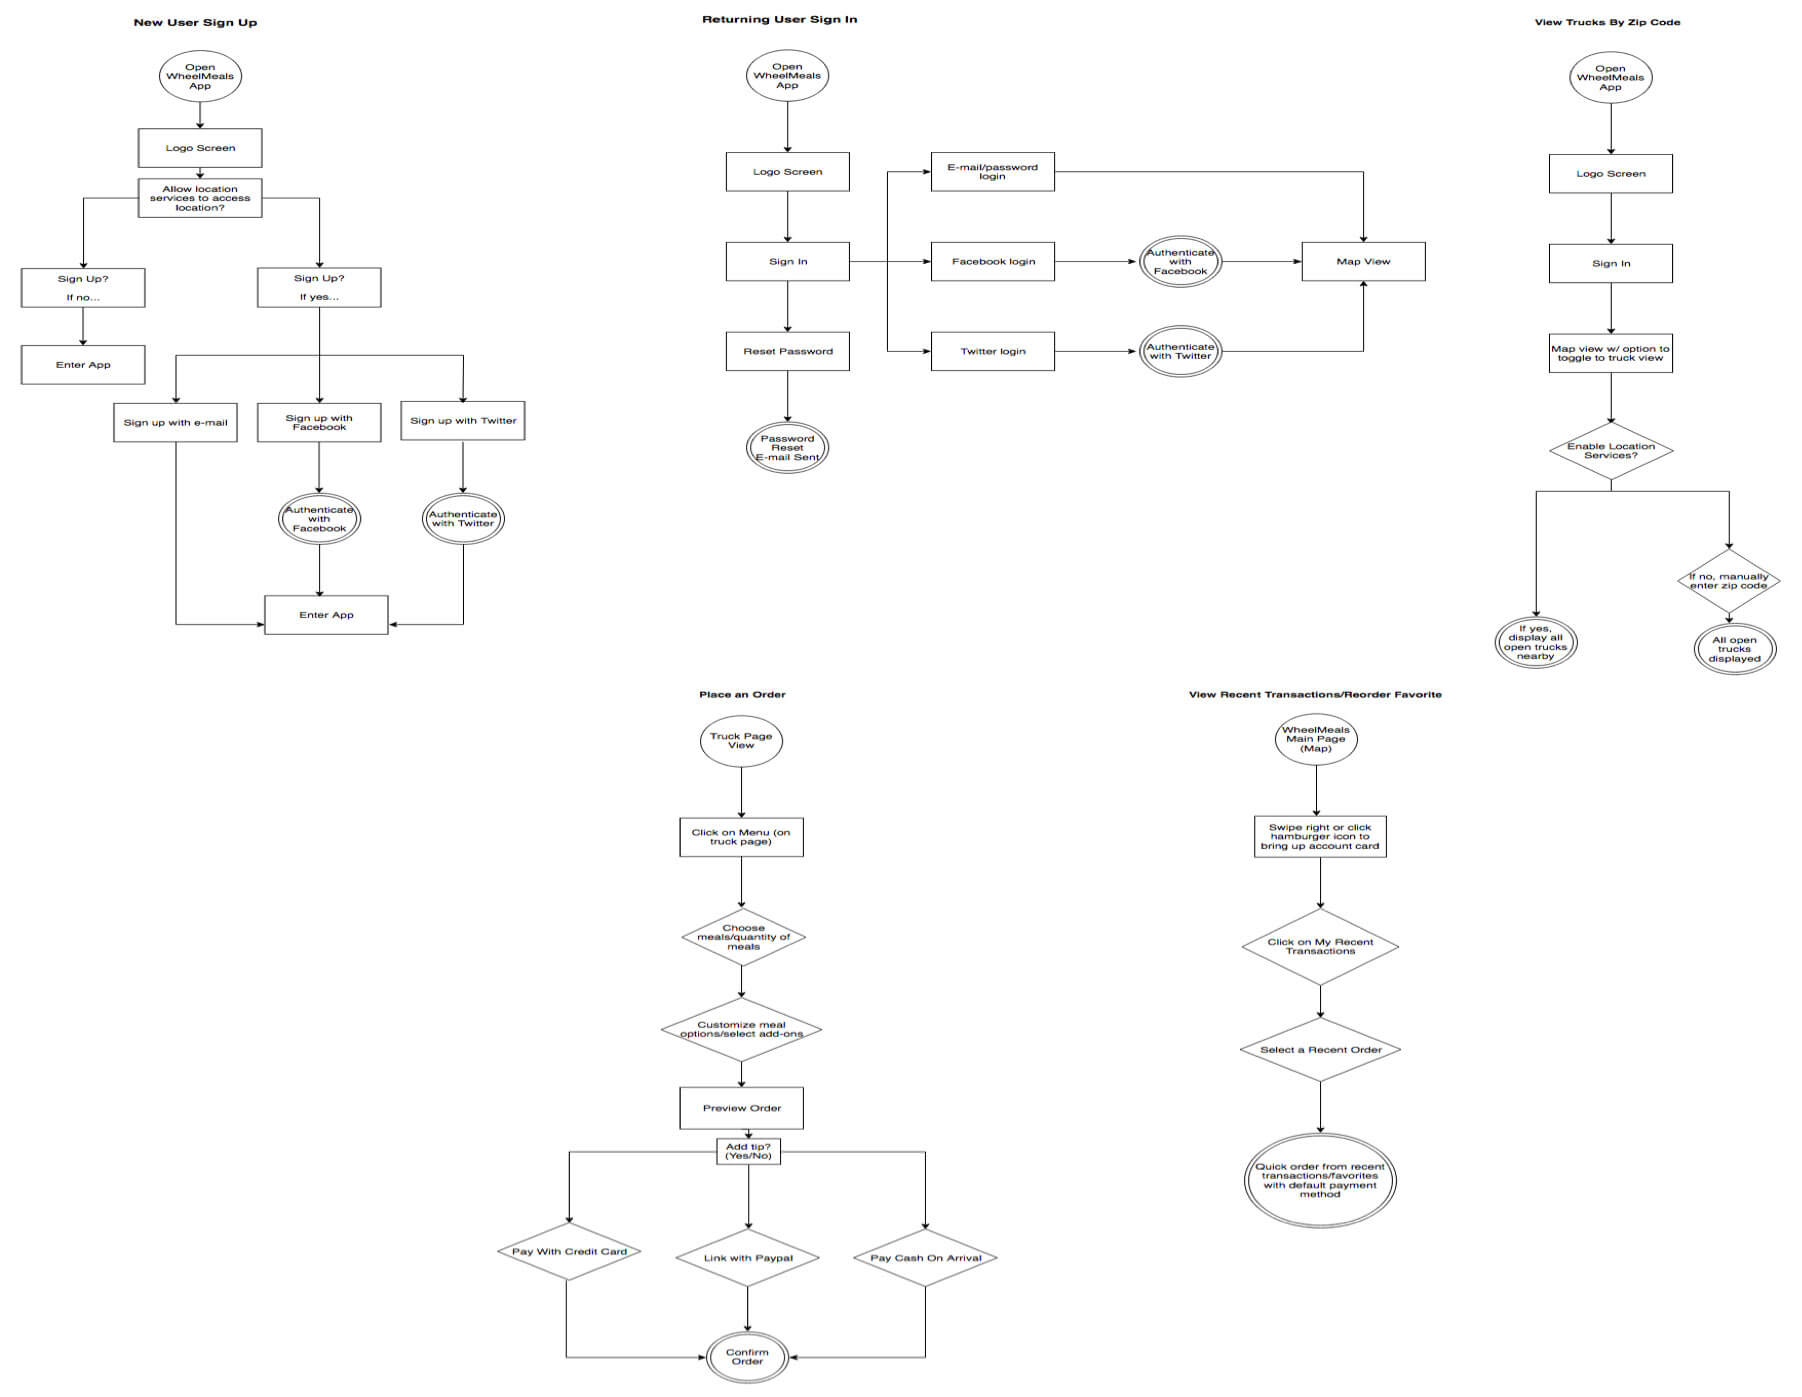 New User Sign Up
Open
WheelMeals
App
Logo Screen
Allow location
services to access
location?
Sign Up?
If no...
Sign Up?
If yes...
Enter App
Sign up with e-mail
Sign up with
Facebook
Sign up with Twitter
Authenticate
with
Facebook
Authenticate
with Twitter
Enter App
Returning User Sign In
Open
WheelMeals
App
Logo Screen
Sign In
Reset Password
Password
Reset
E-mail Sent
E-mail/password
login
Facebook login
Authenticate
with
Facebook
Map View
Twitter login
Authenticate
with Twitter
View Trucks By Zip Code
Open
WheelMeals
App
Logo Screen
Sign In
Map view w/ option to
toggle to truck view
Enable Location
Services?
If yes,
display all
open trucks
nearby
If no, manually
enter zip code
All open
trucks
displayed
Place an Order
Truck Page
View
Click on Menu (on
truck page)
Choose
meals/quantity of
meals
Customize meal
options/select add-ons
Preview Order
Add tip?
(Yes/No)
Pay With Credit Card
Link with Paypal
Pay Cash On Arrival
Confirm
Order
View Recent Transactions/Reorder Favorite
WheelMeals
Main Page
(Map)
Swipe right or click
hamburger icon to
bring up account card
Click on My Recent
Transactions
Select a Recent Order
Quick order from recent
transactions/favorites
with default payment
method